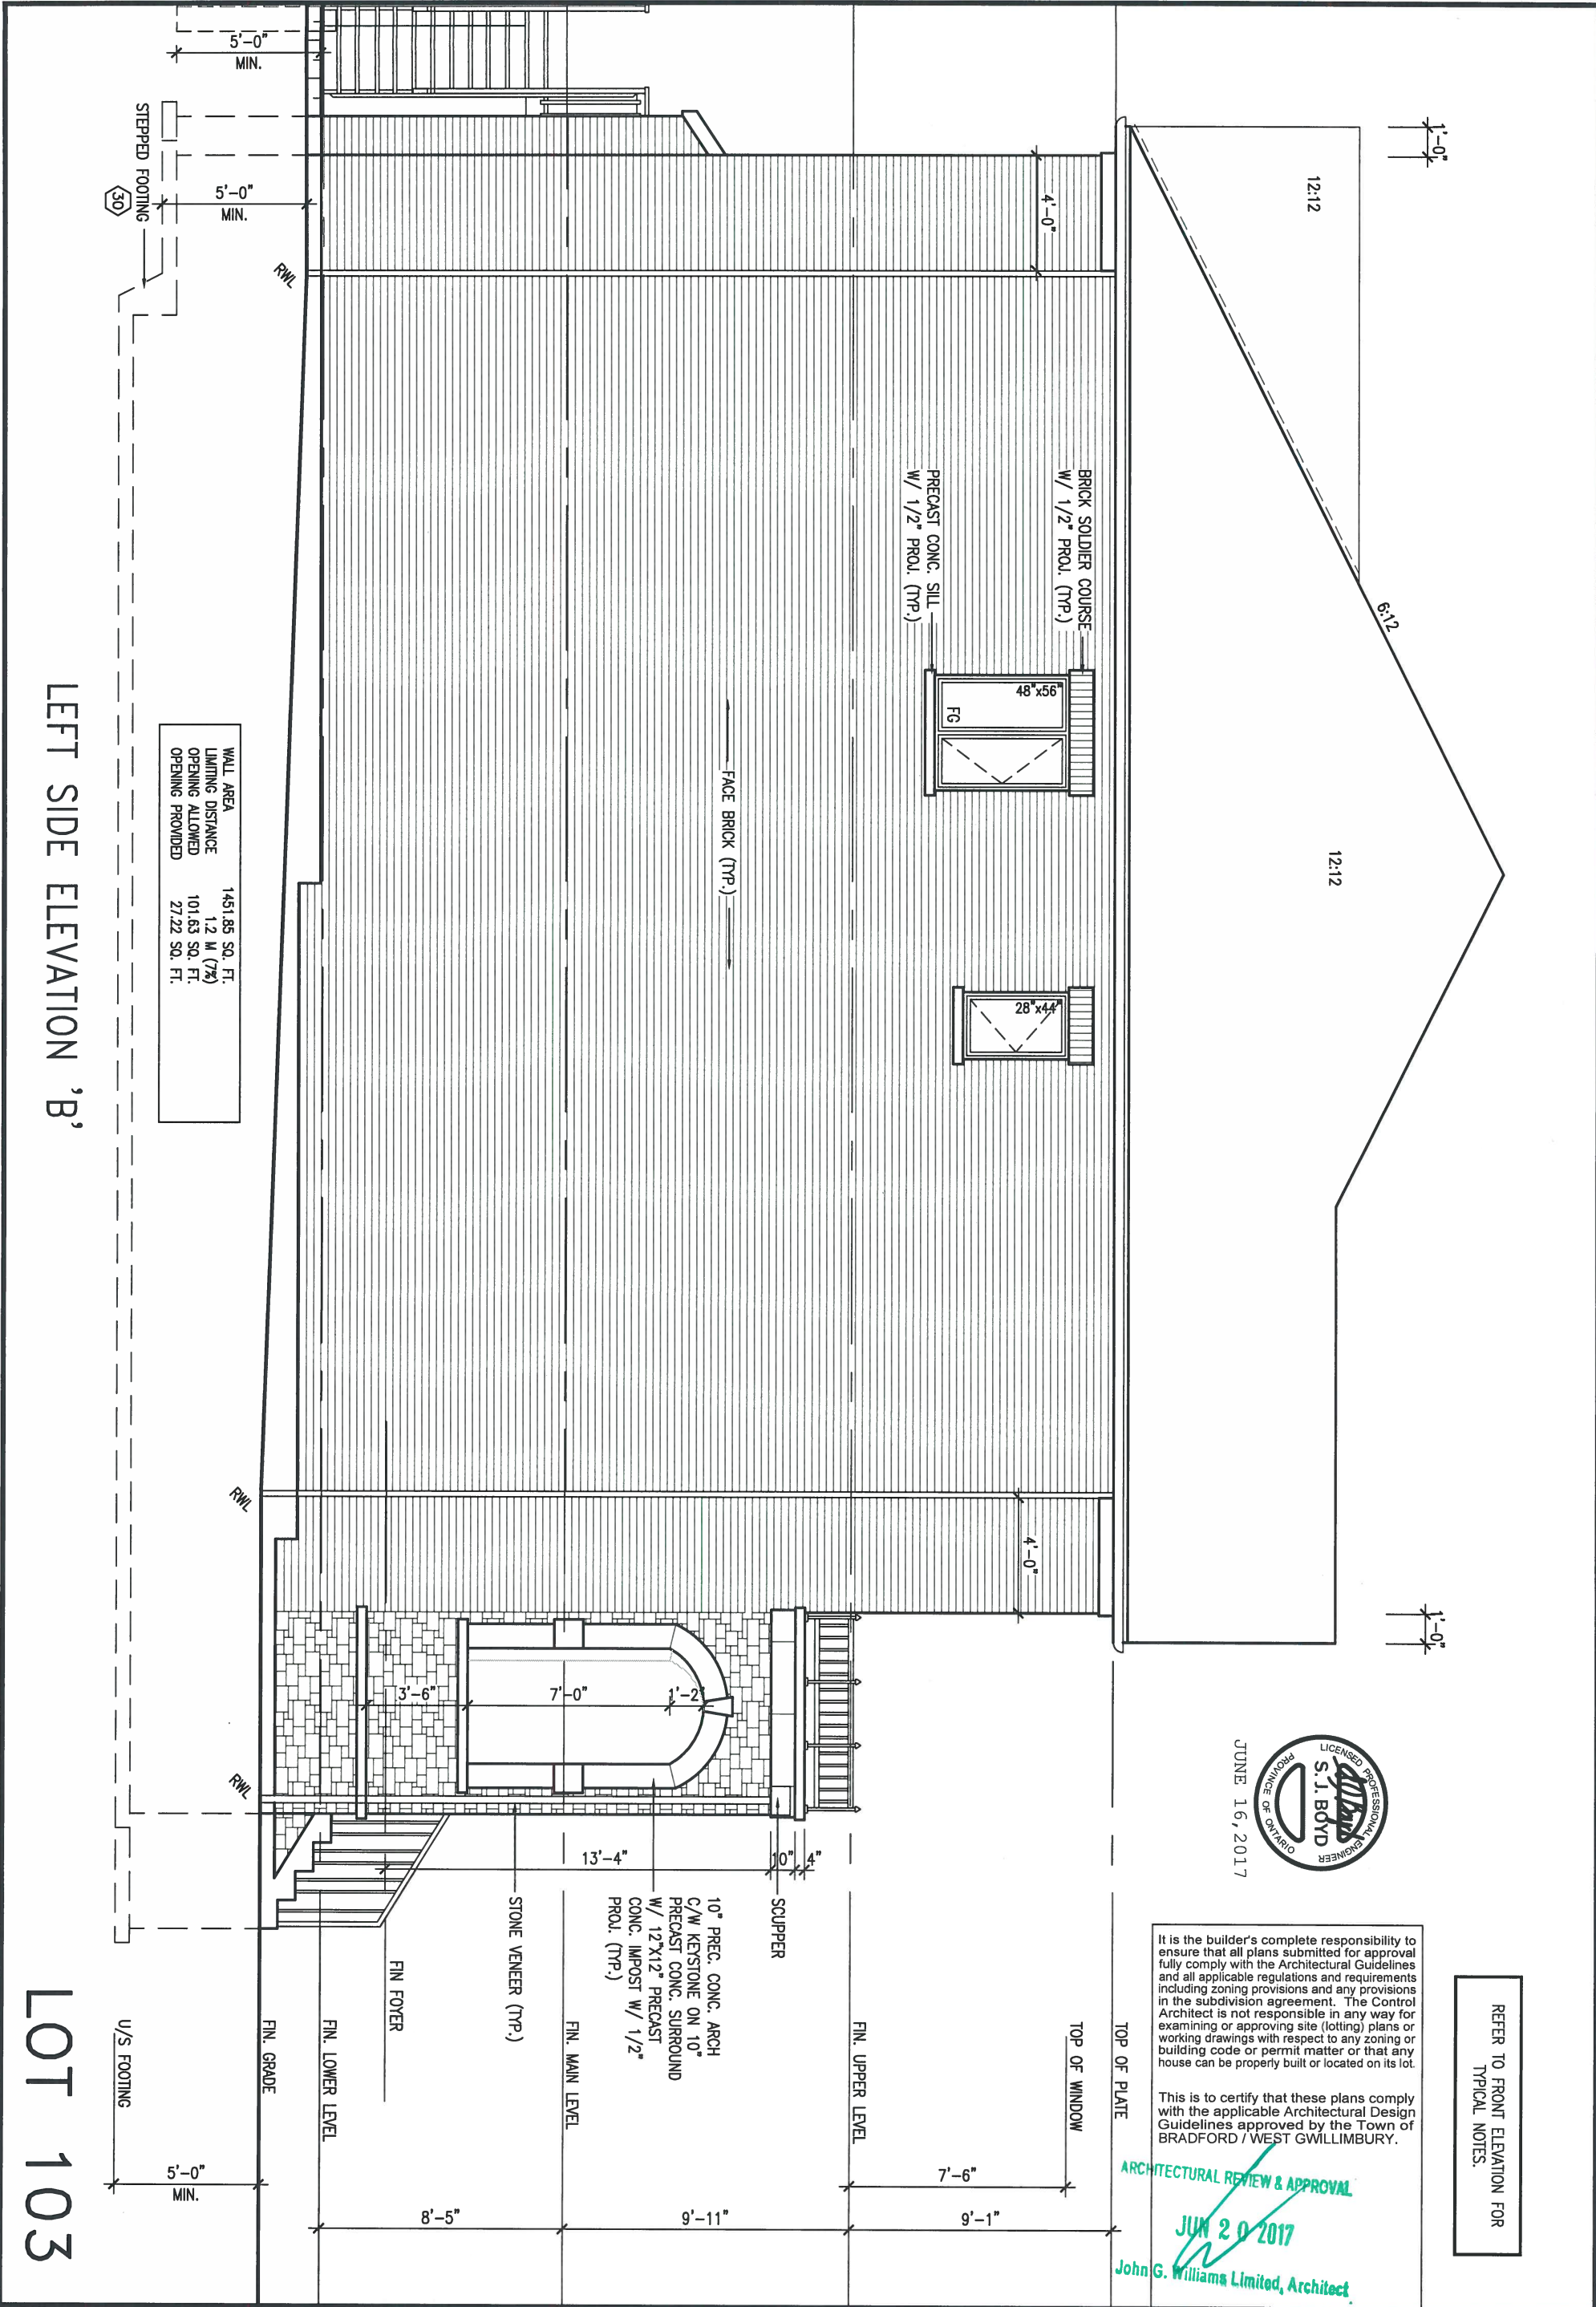 REFER TO FRONT ELEVATION FOR
TYPICAL NOTES.
1'-0"
12:12
6:12
12:12
1'-0"
LICENSED PROFESSIONAL ENGINEER
S. J. BOYD
PROVINCE OF ONTARIO
JUNE 16, 2017
It is the builder's complete responsibility to
ensure that all plans submitted for approval
fully comply with the Architectural Guidelines
and all applicable regulations and requirements
including zoning provisions and any provisions
in the subdivision agreement. The Control
Architect is not responsible in any way for
examining or approving site (lotting) plans or
working drawings with respect to any zoning or
building code or permit matter or that any
house can be properly built or located on its lot.
This is to certify that these plans comply
with the applicable Architectural Design
Guidelines approved by the Town of
BRADFORD / WEST GWILLIMBURY.
ARCHITECTURAL REVIEW & APPROVAL
JUN 20 2017
John G. Williams Limited, Architect
TOP OF PLATE
TOP OF WINDOW
FIN. UPPER LEVEL
FIN. MAIN LEVEL
FIN FOYER
FIN. LOWER LEVEL
FIN. GRADE
U/S FOOTING
7'-6"
9'-1"
9'-11"
8'-5"
5'-0"
MIN.
4'-0"
BRICK SOLDIER COURSE
W/ 1/2" PROJ. (TYP.)
PRECAST CONC. SILL
W/ 1/2" PROJ. (TYP.)
48"x56"
FG
28"x44"
FACE BRICK (TYP.)
4'-0"
1'-2"
7'-0"
3'-6"
4"
10"
13'-4"
SCUPPER
10" PREC. CONC. ARCH
C/W KEYSTONE ON 10"
PRECAST CONC. SURROUND
W/ 12"X12" PRECAST
CONC. IMPOST W/ 1/2"
PROJ. (TYP.)
STONE VENEER (TYP.)
RWL
RWL
RWL
5'-0"
MIN.
5'-0"
MIN.
STEPPED FOOTING
30
WALL AREA 1451.85 SQ. FT.
LIMITING DISTANCE 1.2 M (7%)
OPENING ALLOWED 101.63 SQ. FT.
OPENING PROVIDED 27.22 SQ. FT.
LEFT SIDE ELEVATION 'B'
LOT 103